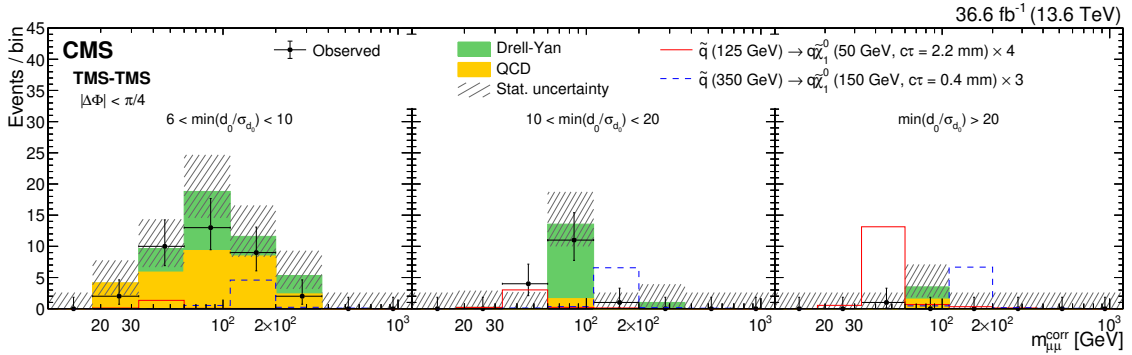 36.6 fb⁻¹ (13.6 TeV)
Events / bin
45
40
35
30
25
20
15
10
5
0
CMS
TMS-TMS
|ΔΦ| < π/4
Observed
Drell-Yan
QCD
Stat. uncertainty
q̃ (125 GeV) → qχ̃₁⁰ (50 GeV, cτ = 2.2 mm) × 4
q̃ (350 GeV) → qχ̃₁⁰ (150 GeV, cτ = 0.4 mm) × 3
6 < min(d₀/σ_d₀) < 10
10 < min(d₀/σ_d₀) < 20
min(d₀/σ_d₀) > 20
20 30 10² 2×10² 10³ 20 30 10² 2×10² 10³ 20 30 10² 2×10² 10³
m_μμ^corr [GeV]